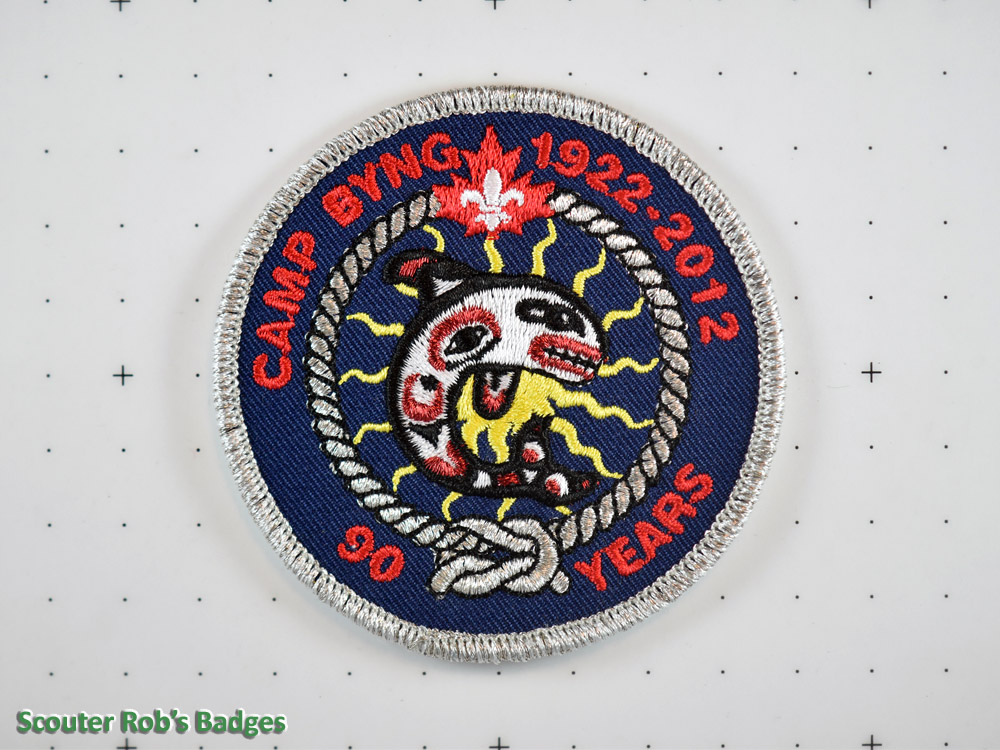 CAMP BYNG 1922-2012
90 YEARS
Scouter Rob's Badges